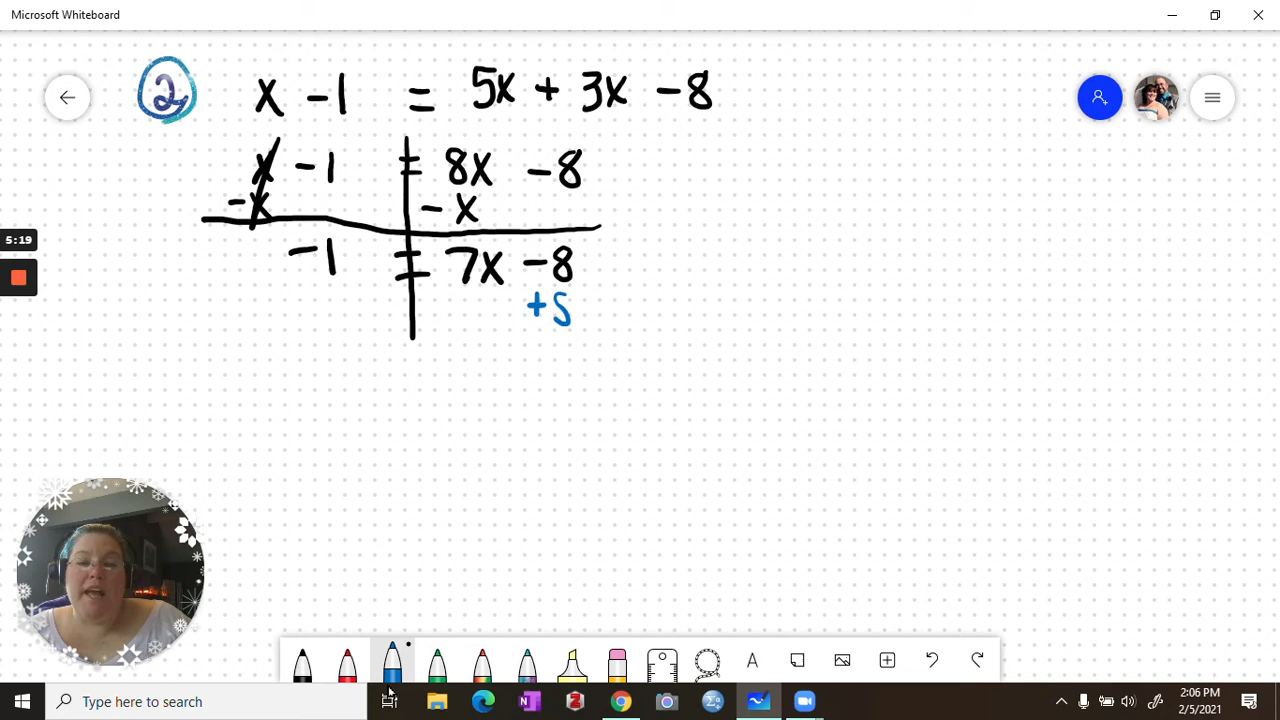 Microsoft Whiteboard
2 x - 1 = 5x + 3x - 8
x - 1 = 8x - 8
- x - x
- 1 = 7x - 8
+ S
5:19
A
Type here to search
2:06 PM
2/5/2021